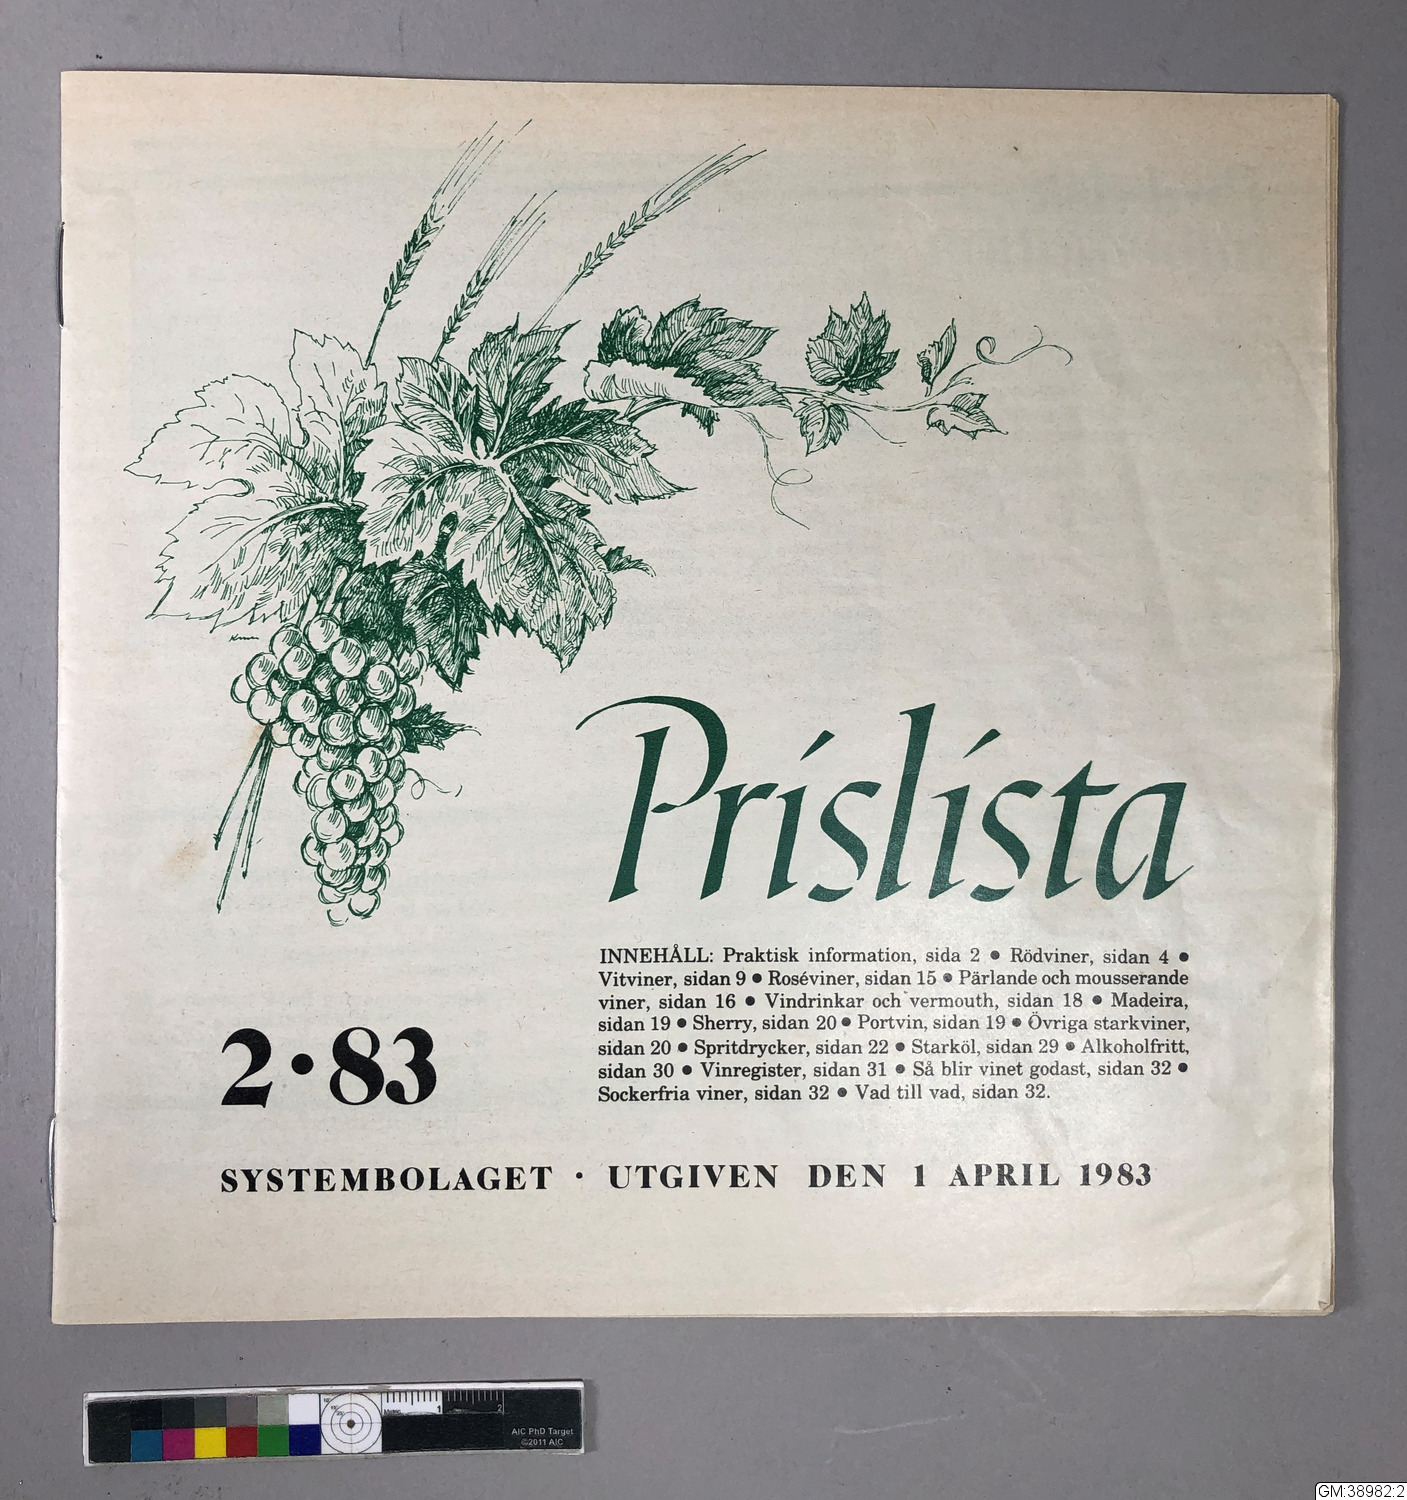 Prislista
INNEHÅLL: Praktisk information, sida 2 ● Rödviner, sidan 4 ●
Vitviner, sidan 9 ● Roséviner, sidan 15 ● Pärlande och mousserande
viner, sidan 16 ● Vindrinkar och vermouth, sidan 18 ● Madeira,
sidan 19 ● Sherry, sidan 20 ● Portvin, sidan 19 ● Övriga starkviner,
sidan 20 ● Spritdrycker, sidan 22 ● Starköl, sidan 29 ● Alkoholfritt,
sidan 30 ● Vinregister, sidan 31 ● Så blir vinet godast, sidan 32 ●
Sockerfria viner, sidan 32 ● Vad till vad, sidan 32.
2·83
SYSTEMBOLAGET · UTGIVEN DEN 1 APRIL 1983
1 2
AIC PhD Target
©2011 AIC
GM:38982:2